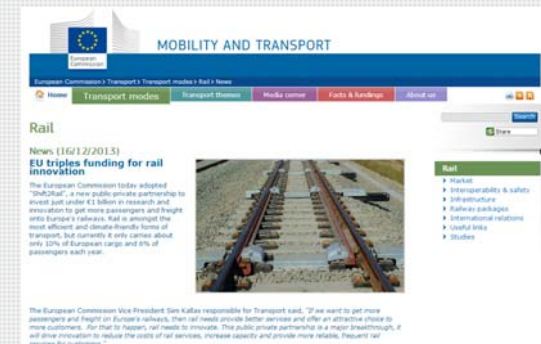 European
Commission
MOBILITY AND TRANSPORT
European Commission > Transport > Transport modes > Rail > News
Home Transport modes Transport themes Media corner Facts & fundings About us
Search
Share
Rail
News (16/12/2013)
EU triples funding for rail
innovation
The European Commission today adopted
"Shift2Rail", a new public-private partnership to
invest just under €1 billion in research and
innovation to get more passengers and freight
onto Europe's railways. Rail is amongst the
most efficient and climate-friendly forms of
transport, but currently it only carries about
only 10% of European cargo and 6% of
passengers each year.
Rail
Market
Interoperability & safety
Infrastructure
Railway packages
International relations
Useful links
Studies
The European Commission Vice President Sim Kallas responsible for Transport said, "If we want to get more
passengers and freight on Europe's railways, then rail needs provide better services and offer an attractive choice to
more customers. For that to happen, rail needs to innovate. This public private partnership is a major breakthrough, it
will drive innovation to reduce the costs of rail services, increase capacity and provide more reliable, frequent rail